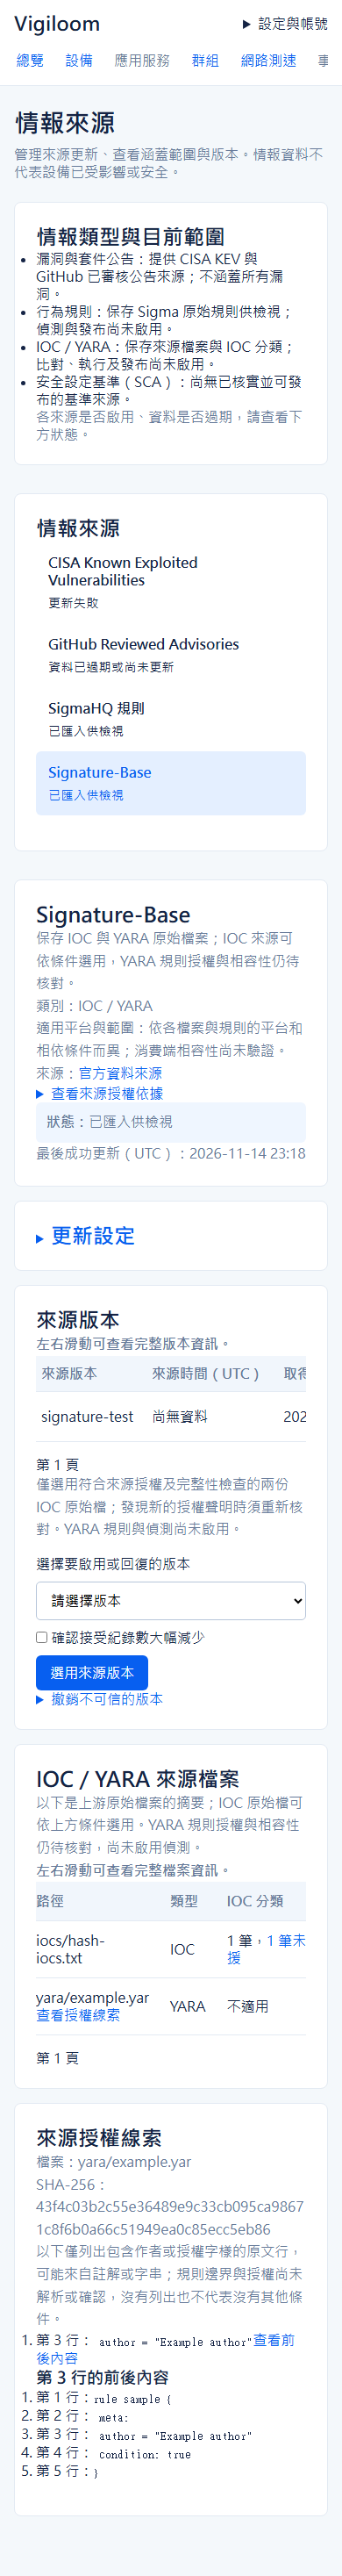 Vigiloom
▶ 設定與帳號
總覽 設備 應用服務 群組 網路測速
情報來源
管理來源更新、查看涵蓋範圍與版本。情報資料不
代表設備已受影響或安全。
情報類型與目前範圍
• 漏洞與套件公告：提供 CISA KEV 與
GitHub 已審核公告來源；不涵蓋所有漏
洞。
• 行為規則：保存 Sigma 原始規則供檢視；
偵測與發布尚未啟用。
• IOC / YARA：保存來源檔案與 IOC 分類；
比對、執行及發布尚未啟用。
• 安全設定基準（SCA）：尚無已核實並可發
布的基準來源。
各來源是否啟用、資料是否過期，請查看下
方狀態。
情報來源
CISA Known Exploited
Vulnerabilities
更新失敗
GitHub Reviewed Advisories
資料已過期或尚未更新
SigmaHQ 規則
已匯入供檢視
Signature-Base
已匯入供檢視
Signature-Base
保存 IOC 與 YARA 原始檔案；IOC 來源可
依條件選用，YARA 規則授權與相容性仍待
核對。
類別：IOC / YARA
適用平台與範圍：依各檔案與規則的平台和
相依條件而異；消費端相容性尚未驗證。
來源：官方資料來源
▶ 查看來源授權依據
狀態：已匯入供檢視
最後成功更新（UTC）：2026-11-14 23:18
▶ 更新設定
來源版本
左右滑動可查看完整版本資訊。
來源版本 來源時間（UTC） 取得
signature-test 尚無資料 202
第 1 頁
僅選用符合來源授權及完整性檢查的兩份
IOC 原始檔；發現新的授權聲明時須重新核
對。YARA 規則與偵測尚未啟用。
選擇要啟用或回復的版本
請選擇版本
確認接受紀錄數大幅減少
選用來源版本
▶ 撤銷不可信的版本
IOC / YARA 來源檔案
以下是上游原始檔案的摘要；IOC 原始檔可
依上方條件選用。YARA 規則授權與相容性
仍待核對，尚未啟用偵測。
左右滑動可查看完整檔案資訊。
路徑 類型 IOC 分類
iocs/hash-
iocs.txt
IOC
1 筆，1 筆未
援
yara/example.yar
查看授權線索
YARA
不適用
第 1 頁
來源授權線索
檔案：yara/example.yar
SHA-256：
43f4c03b2c55e36489e9c33cb095ca9867
1c8f6b0a66c51949ea0c85ecc5eb86
以下僅列出包含作者或授權字樣的原文行，
可能來自註解或字串；規則邊界與授權尚未
解析或確認，沒有列出也不代表沒有其他條
件。
1. 第 3 行： author = "Example author"查看前
後內容
第 3 行的前後內容
1. 第 1 行：rule sample {
2. 第 2 行： meta:
3. 第 3 行： author = "Example author"
4. 第 4 行： condition: true
5. 第 5 行：}